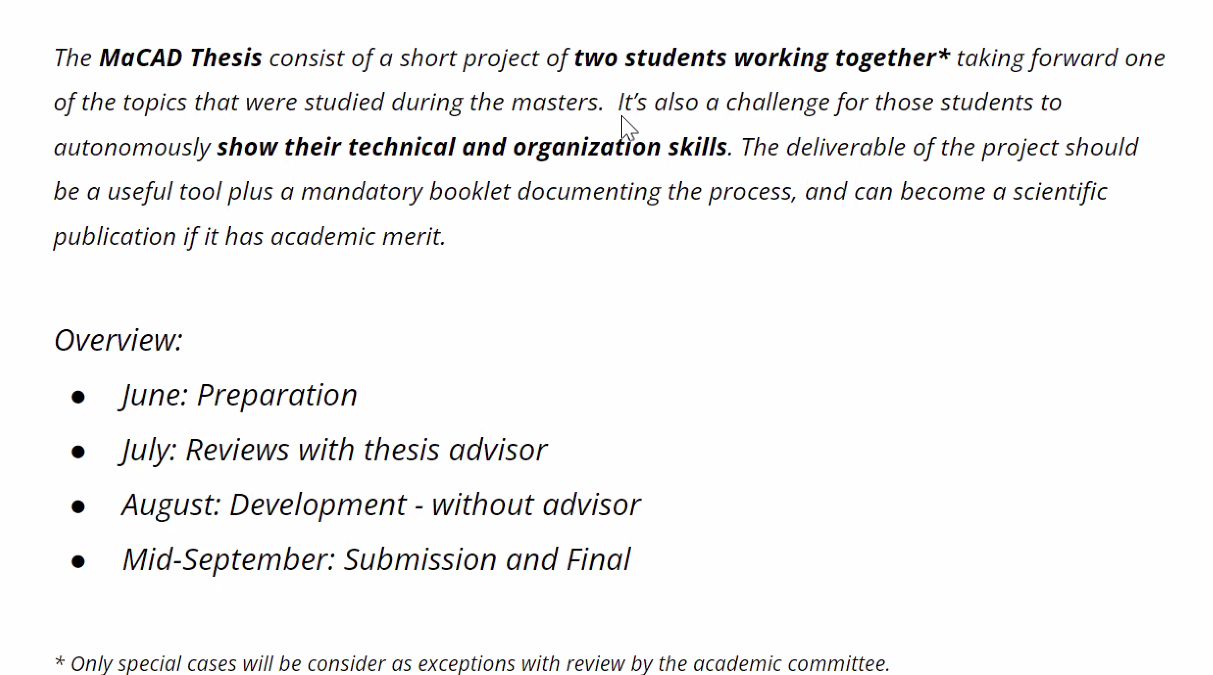 The MaCAD Thesis consist of a short project of two students working together* taking forward one
of the topics that were studied during the masters.  It’s also a challenge for those students to
autonomously show their technical and organization skills. The deliverable of the project should
be a useful tool plus a mandatory booklet documenting the process, and can become a scientific
publication if it has academic merit.
Overview:
● June: Preparation
● July: Reviews with thesis advisor
● August: Development - without advisor
● Mid-September: Submission and Final
* Only special cases will be consider as exceptions with review by the academic committee.